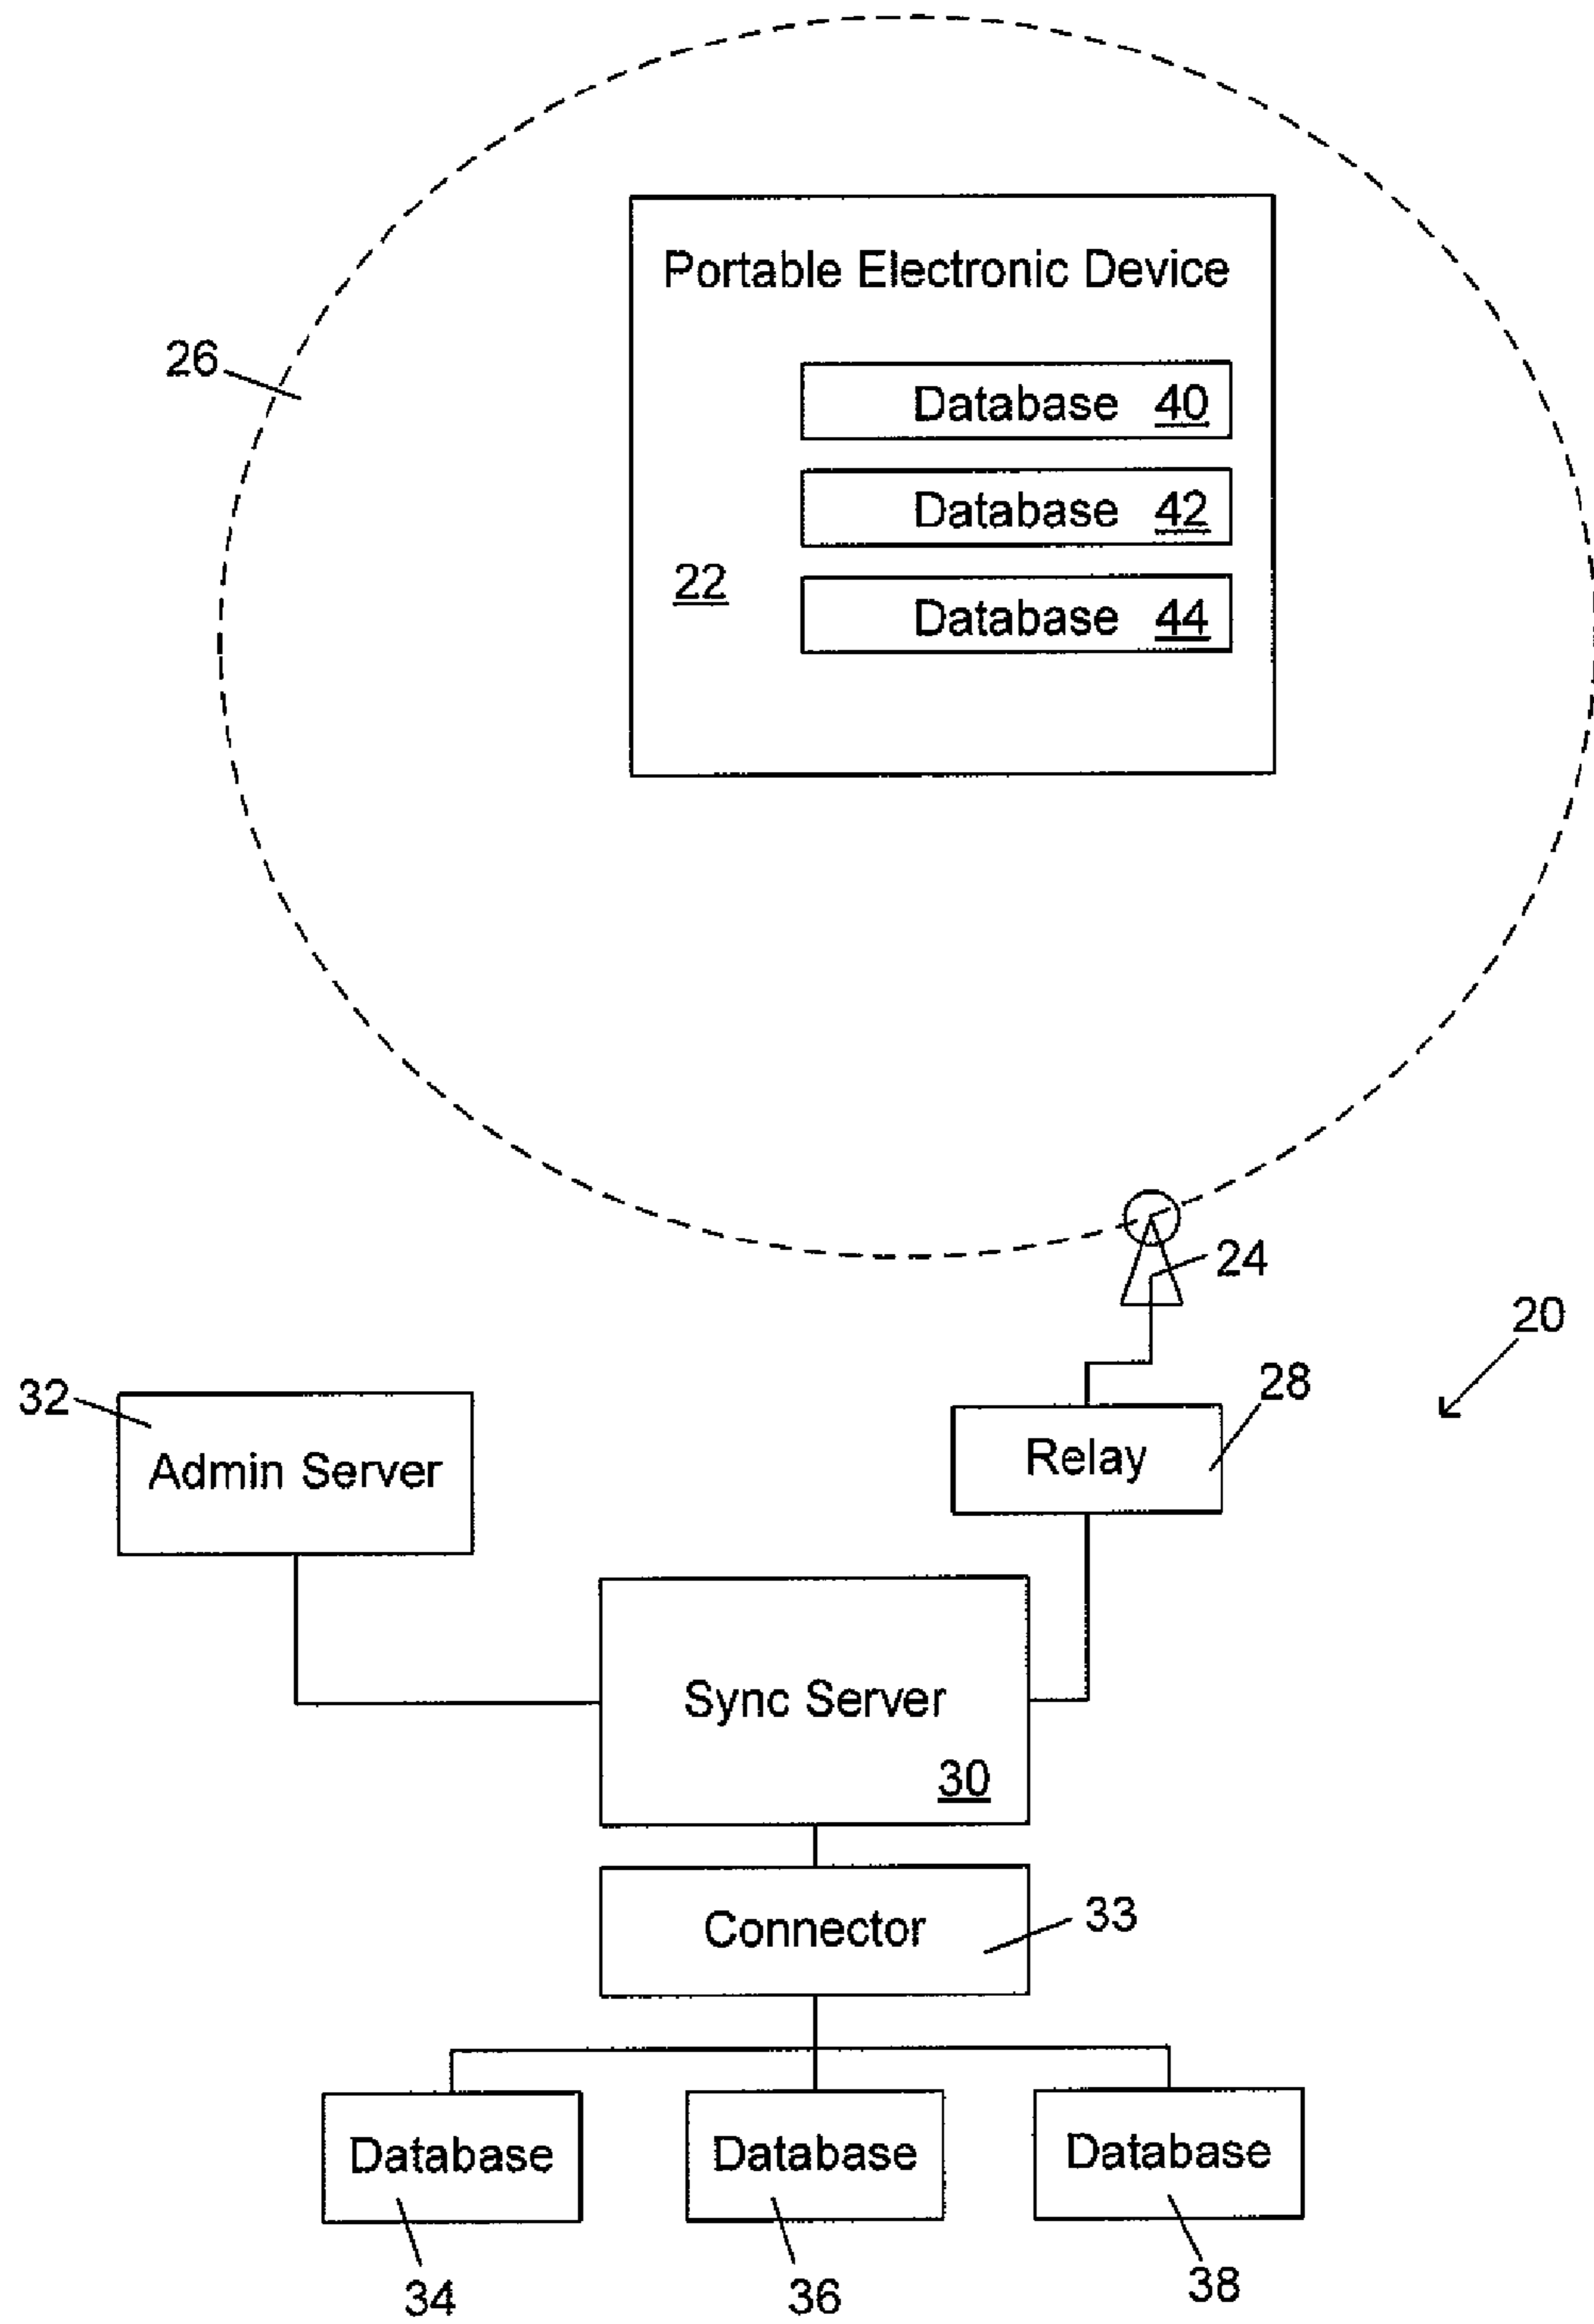 Portable Electronic Device
26
Database 40
Database 42
22
Database 44
24
20
32
28
Admin Server
Relay
Sync Server
30
Connector
33
Database
Database
Database
34
36
38